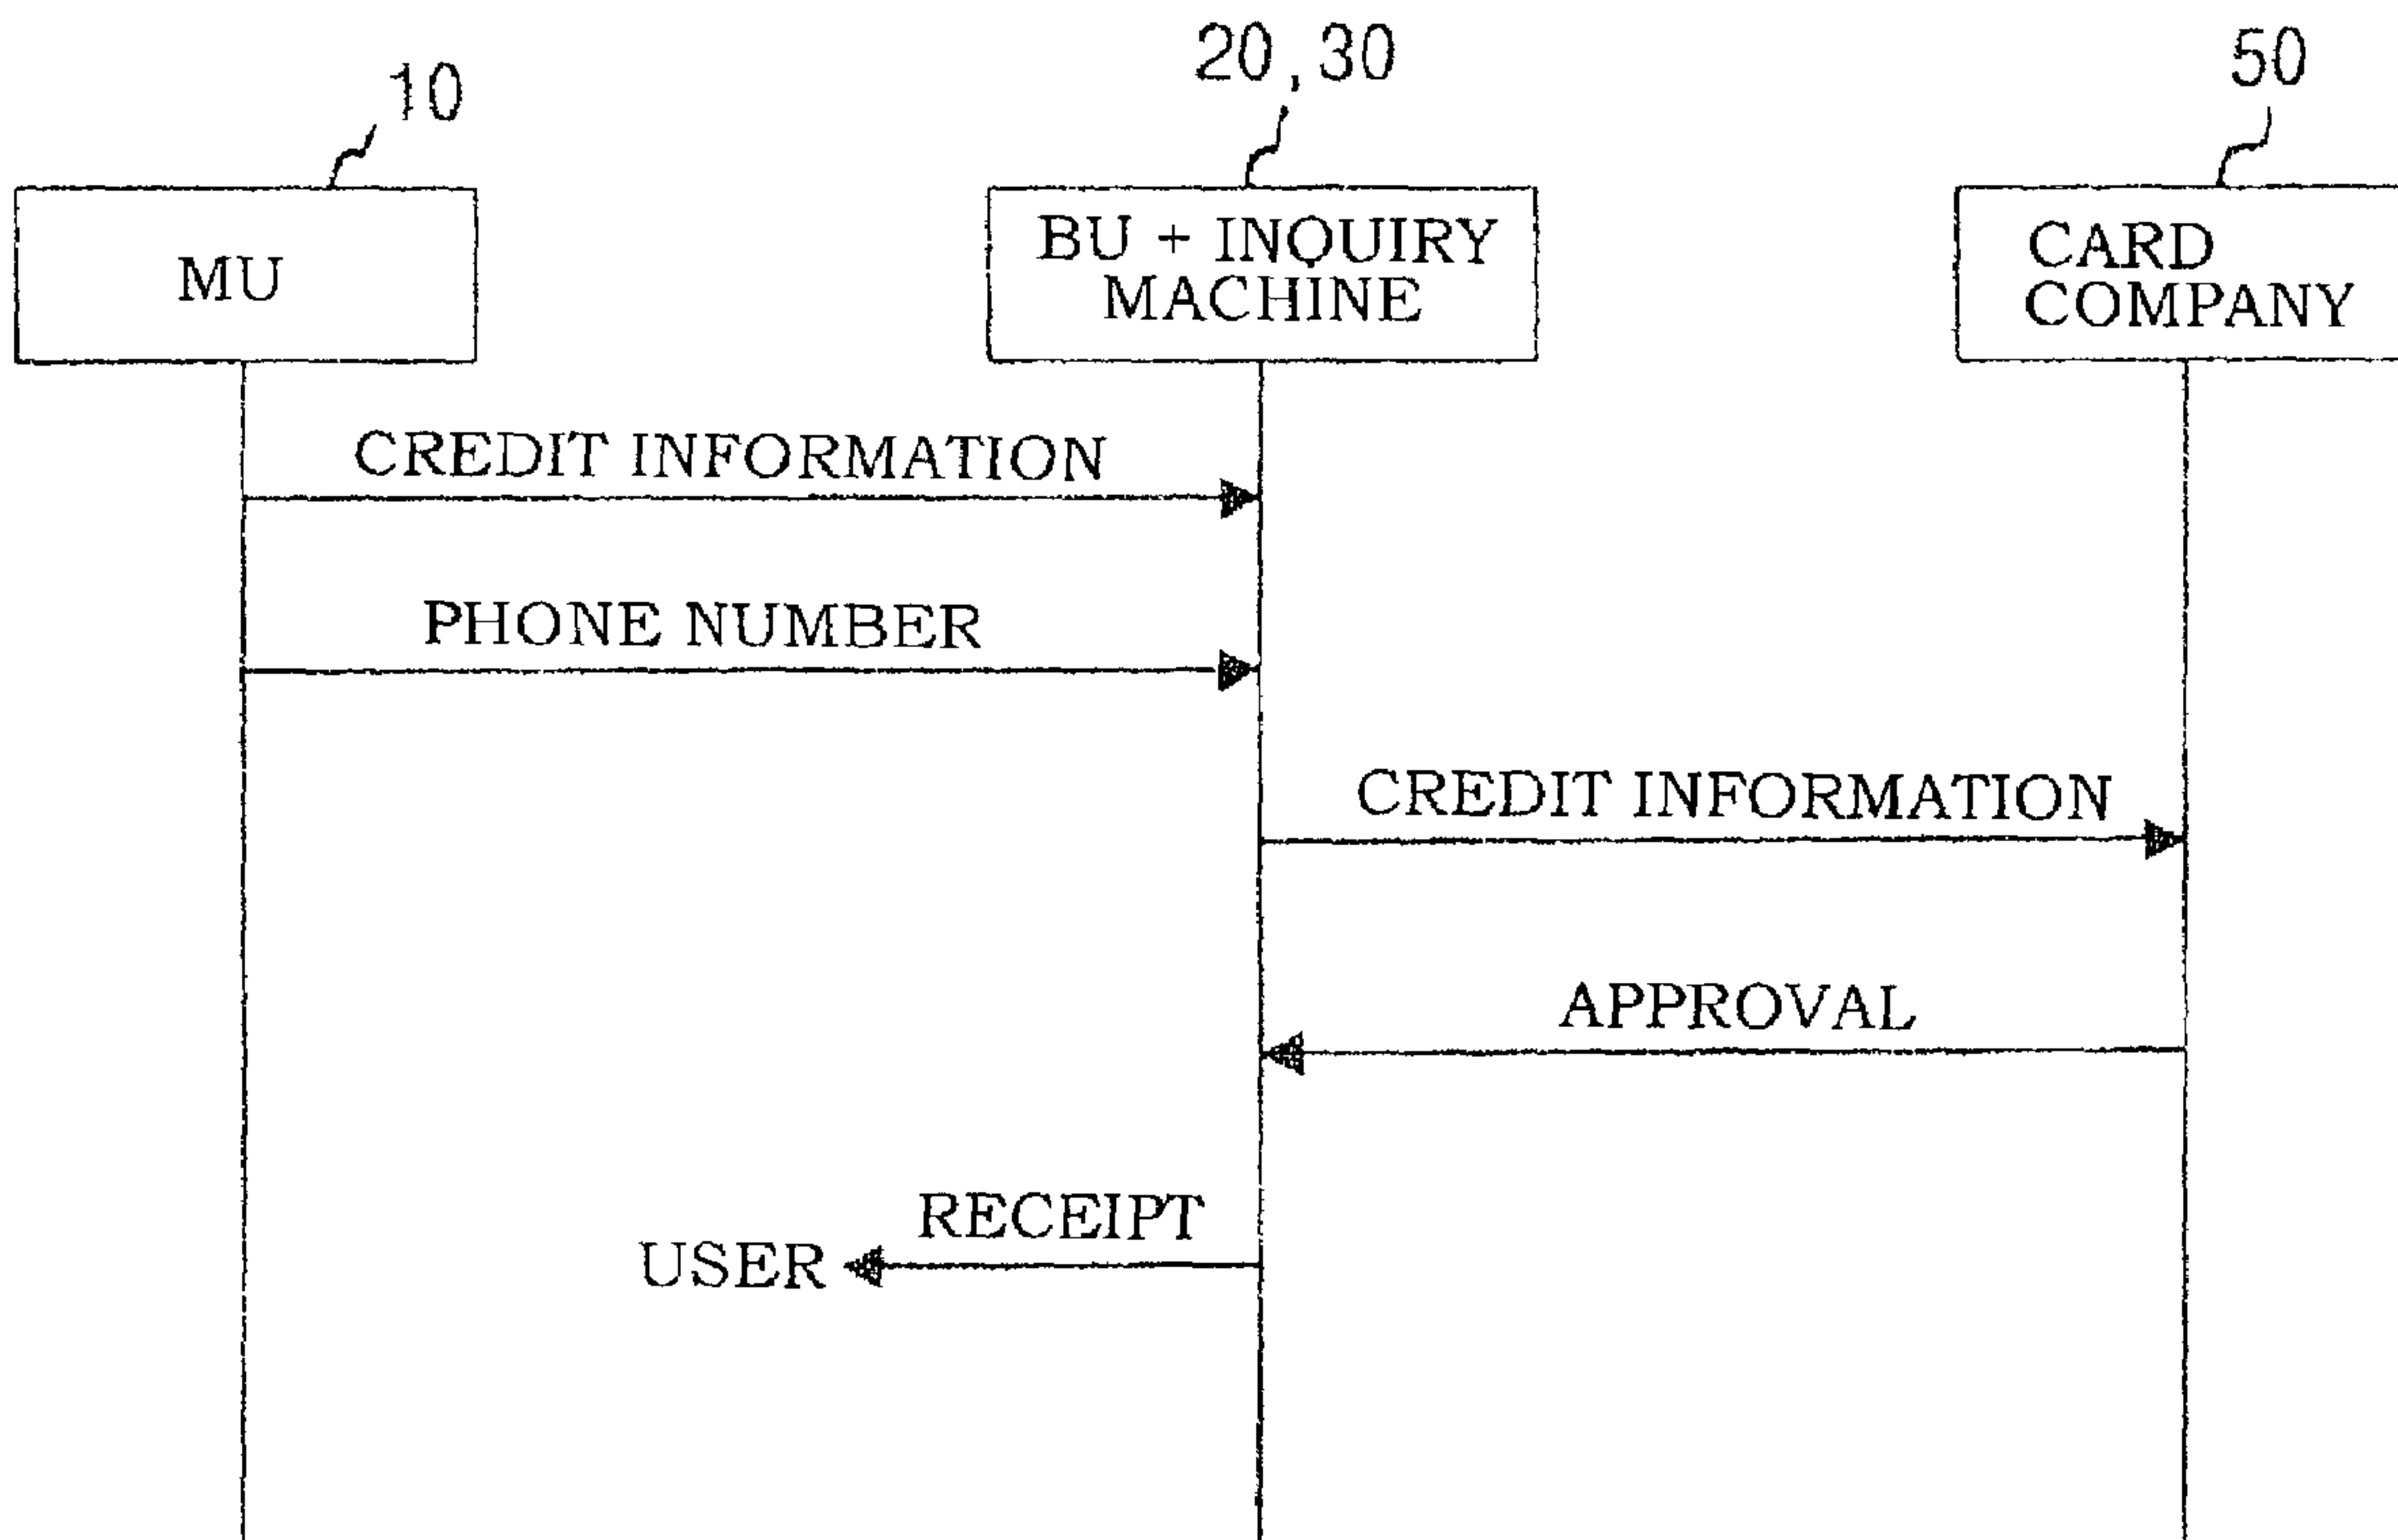 10
20,30
50
MU
BU + INQUIRY
MACHINE
CARD
COMPANY
CREDIT INFORMATION
PHONE NUMBER
CREDIT INFORMATION
APPROVAL
RECEIPT
USER